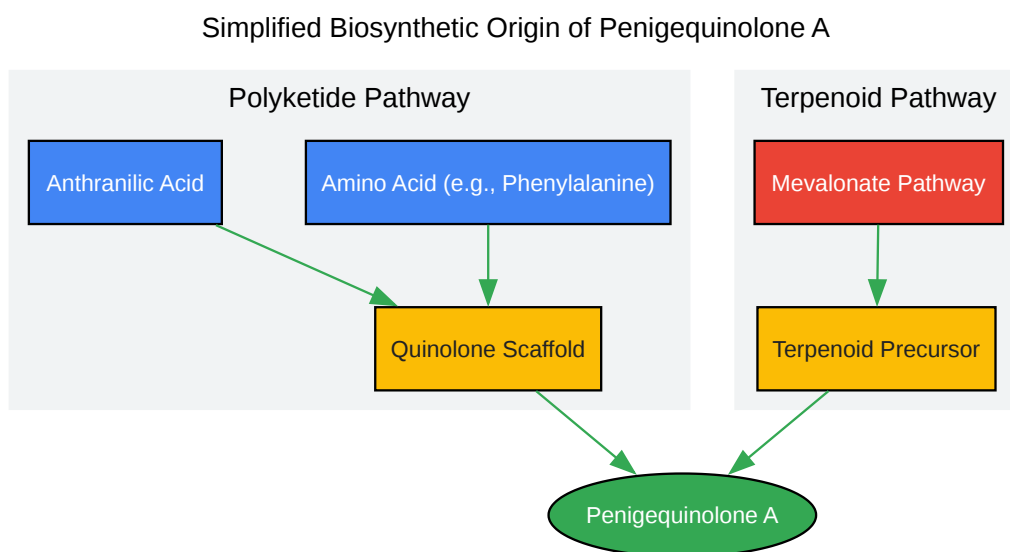 Simplified Biosynthetic Origin of Penigequinolone A
Polyketide Pathway
Terpenoid Pathway
Anthranilic Acid
Amino Acid (e.g., Phenylalanine)
Mevalonate Pathway
Quinolone Scaffold
Terpenoid Precursor
Penigequinolone A